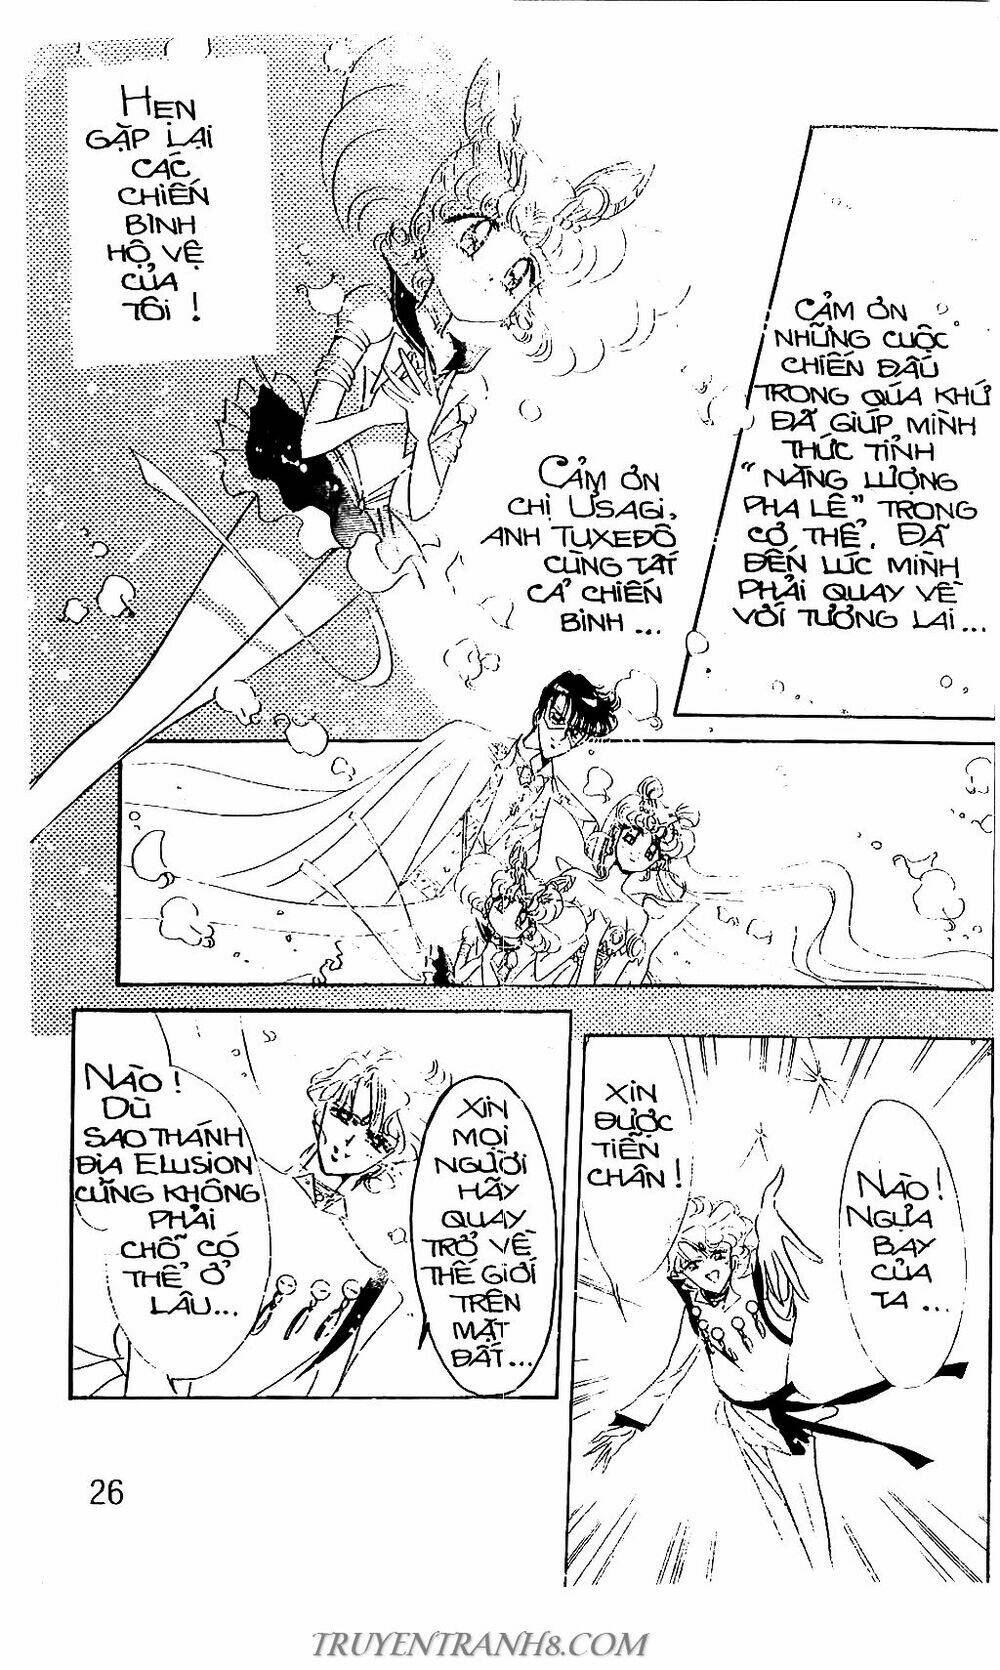 CẢM ƠN
NHỮNG CUỘC
CHIẾN ĐẤU
TRONG QÚA KHỨ
ĐÃ GIÚP MÌNH
THỨC TỈNH
"NĂNG LƯỢNG
PHA LÊ" TRONG
CƠ THỂ. ĐÃ
ĐẾN LÚC MÌNH
PHẢI QUAY VỀ
VỚI TƯƠNG LAI...
CẢM ƠN
CHỊ USAGI,
ANH TUXEĐÔ
CÙNG TẤT
CẢ CHIẾN
BINH...
HẸN
GẶP LẠI
CÁC
CHIẾN
BINH
HỘ VỆ
CỦA
TÔI!
XIN
MỌI
NGƯỜI
HÃY
QUAY
TRỞ VỀ
THẾ GIỚI
TRÊN
MẶT
ĐẤT...
NÀO!
DÙ
SAO THÁNH
ĐỊA ELUSION
CŨNG KHÔNG
PHẢI
CHỖ CÓ
THỂ Ở
LÂU...
NÀO!
NGỰA
BAY
CỦA
TA...
XIN
ĐƯỢC
TIỄN
CHÂN!
26
TRUYENTRANH8.COM